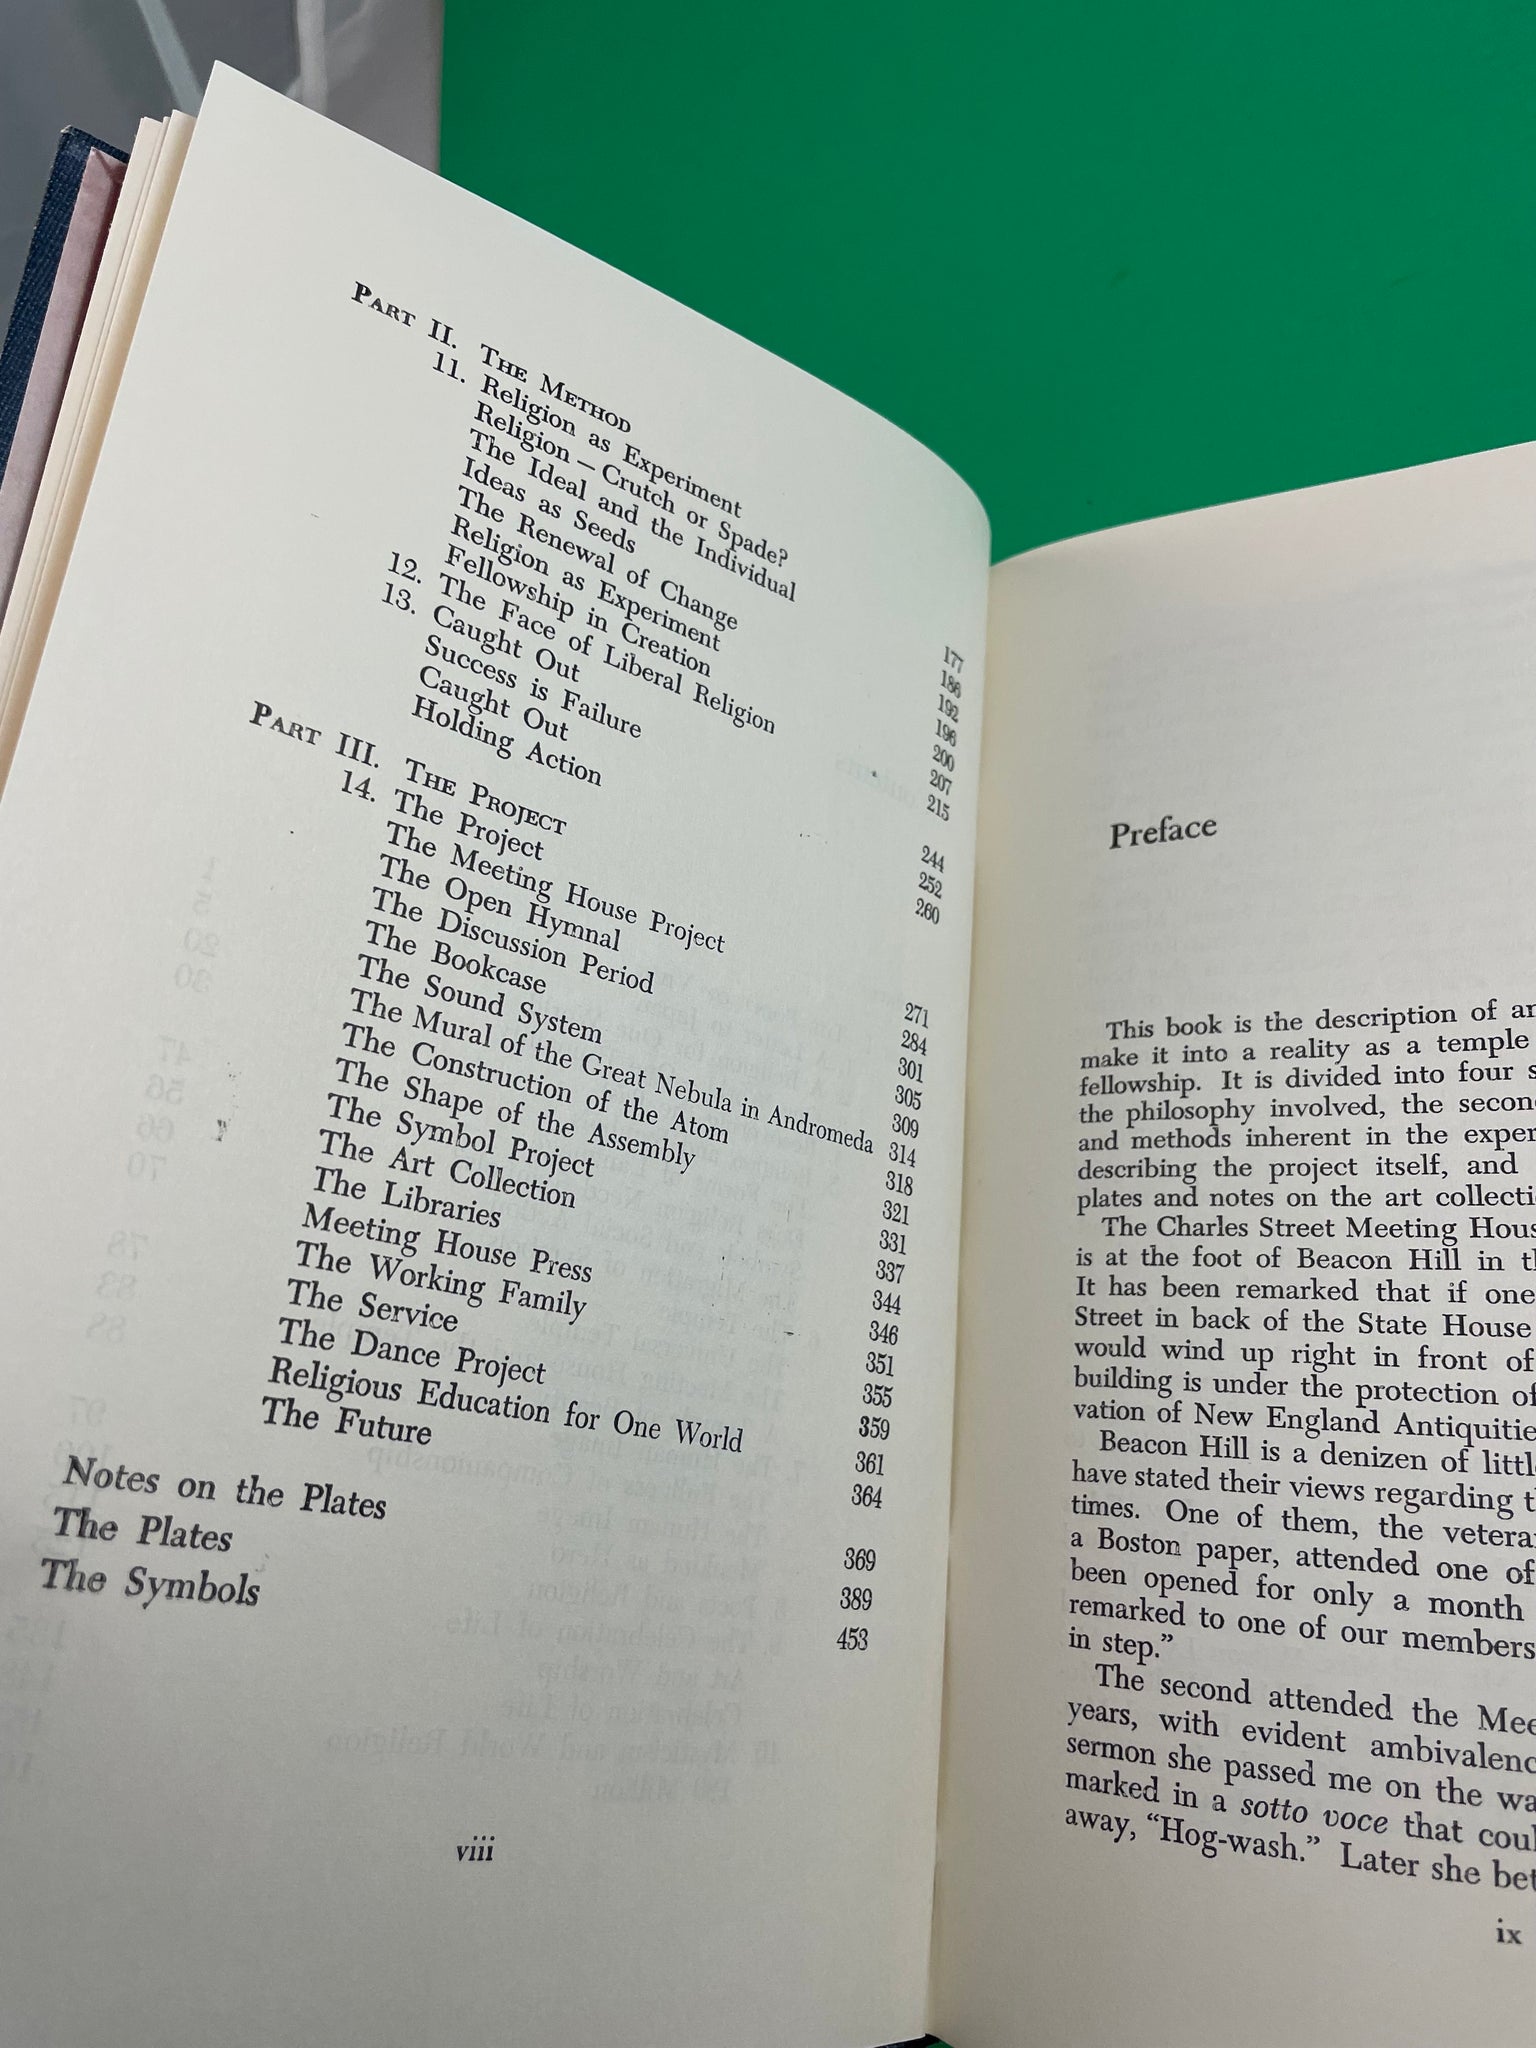 PART II. THE METHOD
11. Religion as Experiment
Religion – Crutch or Spade? 177
The Ideal and the Individual 186
Ideas as Seeds 192
The Renewal of Change 196
Religion as Experiment 200
Fellowship in Creation 207
12. The Face of Liberal Religion 215
13. Caught Out
Success is Failure 244
Caught Out 252
Holding Action 260
PART III. THE PROJECT
14. The Project
The Meeting House Project 271
The Open Hymnal 284
The Discussion Period 301
The Bookcase 305
The Sound System 309
The Mural of the Great Nebula in Andromeda 314
The Construction of the Atom 318
The Shape of the Assembly 321
The Symbol Project 331
The Art Collection 337
The Libraries 344
Meeting House Press 346
The Working Family 351
The Service 355
The Dance Project 359
Religious Education for One World 361
The Future 364
Notes on the Plates 369
The Plates 389
The Symbols 453
viii
Preface
This book is the description of an
make it into a reality as a temple
fellowship. It is divided into four s
the philosophy involved, the secon
and methods inherent in the exper
describing the project itself, and
plates and notes on the art collecti
The Charles Street Meeting Hous
is at the foot of Beacon Hill in th
It has been remarked that if one
Street in back of the State House
would wind up right in front of
building is under the protection of
vation of New England Antiquitie
Beacon Hill is a denizen of little
have stated their views regarding t
times. One of them, the vetera
a Boston paper, attended one of
been opened for only a month
remarked to one of our members
in step.”
The second attended the Mee
years, with evident ambivalenc
sermon she passed me on the wa
marked in a sotto voce that coul
away, “Hog-wash.” Later she bet
ix